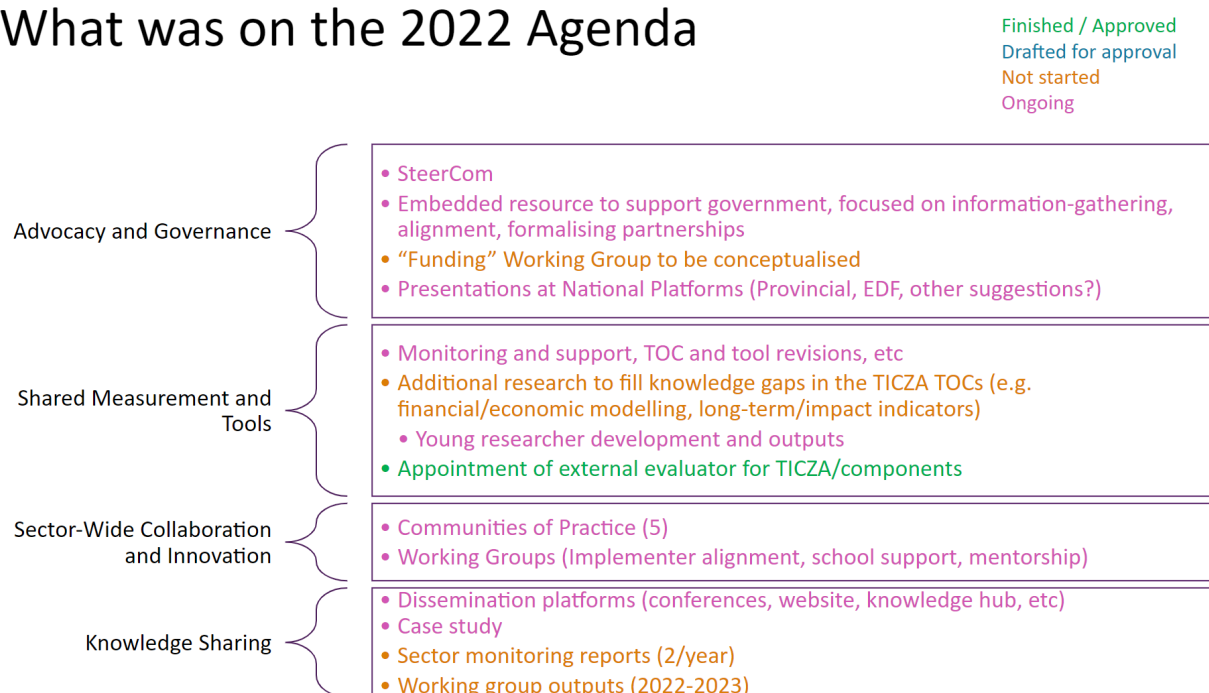 What was on the 2022 Agenda
Finished / Approved
Drafted for approval
Not started
Ongoing
Advocacy and Governance
• SteerCom
• Embedded resource to support government, focused on information-gathering,
alignment, formalising partnerships
• “Funding” Working Group to be conceptualised
• Presentations at National Platforms (Provincial, EDF, other suggestions?)
Shared Measurement and
Tools
• Monitoring and support, TOC and tool revisions, etc
• Additional research to fill knowledge gaps in the TICZA TOCs (e.g.
financial/economic modelling, long-term/impact indicators)
• Young researcher development and outputs
• Appointment of external evaluator for TICZA/components
Sector-Wide Collaboration
and Innovation
• Communities of Practice (5)
• Working Groups (Implementer alignment, school support, mentorship)
Knowledge Sharing
• Dissemination platforms (conferences, website, knowledge hub, etc)
• Case study
• Sector monitoring reports (2/year)
• Working group outputs (2022-2023)